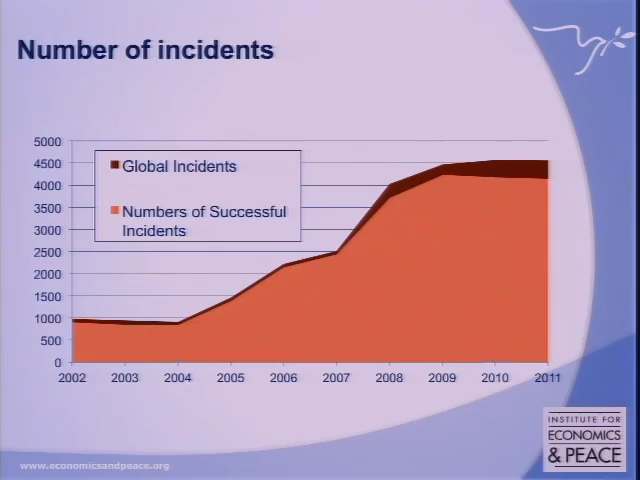 Number of incidents
5000
4500
4000
3500
3000
2500
2000
1500
1000
500
0
Global Incidents
Numbers of Successful
Incidents
2002 2003 2004 2005 2006 2007 2008 2009 2010 2011
INSTITUTE FOR
ECONOMICS
& PEACE
www.economicsandpeace.org